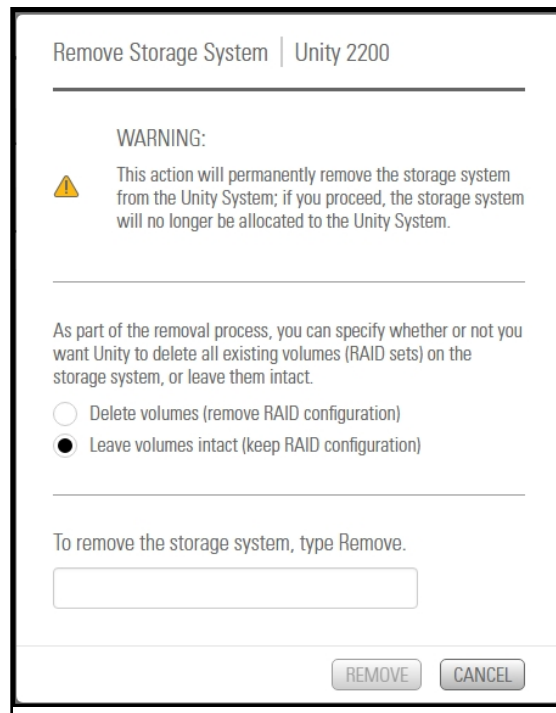 Remove Storage System | Unity 2200
WARNING:
This action will permanently remove the storage system
from the Unity System; if you proceed, the storage system
will no longer be allocated to the Unity System.
As part of the removal process, you can specify whether or not you
want Unity to delete all existing volumes (RAID sets) on the
storage system, or leave them intact.
Delete volumes (remove RAID configuration)
Leave volumes intact (keep RAID configuration)
To remove the storage system, type Remove.
REMOVE CANCEL